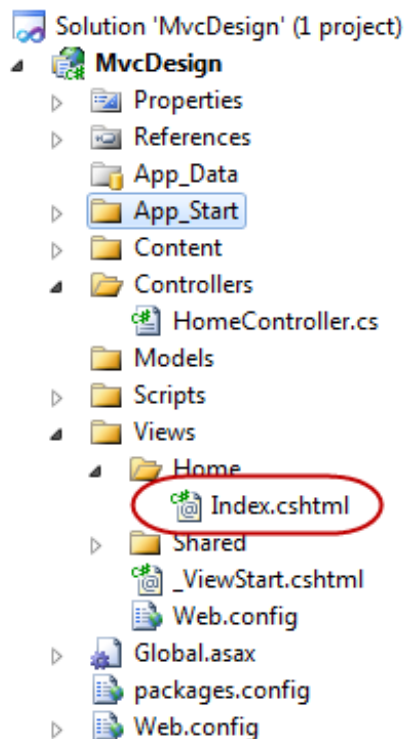 Solution 'MvcDesign' (1 project)
MvcDesign
Properties
References
App_Data
App_Start
Content
Controllers
HomeController.cs
Models
Scripts
Views
Home
Index.cshtml
Shared
_ViewStart.cshtml
Web.config
Global.asax
packages.config
Web.config